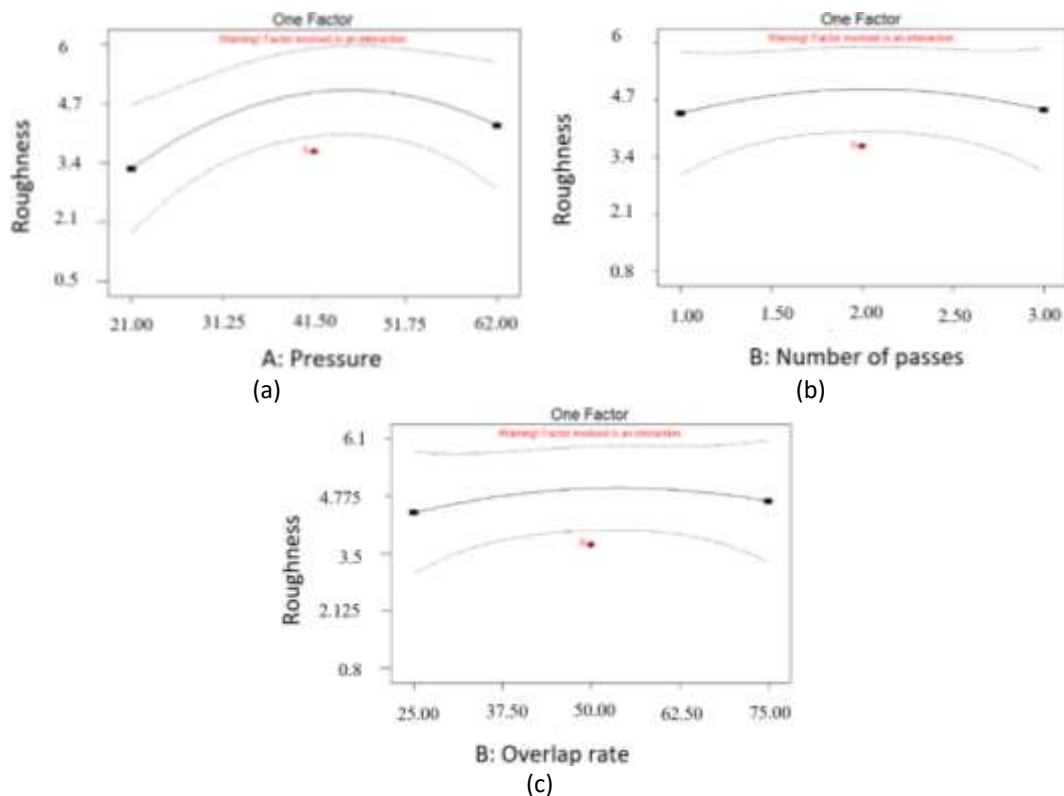 One Factor
Warning! Factor involved in an interaction.
Roughness
6
4.7
3.4
2.1
0.5
21.00 31.25 41.50 51.75 62.00
A: Pressure
(a)
One Factor
Warning! Factor involved in an interaction.
Roughness
6
4.7
3.4
2.1
0.8
1.00 1.50 2.00 2.50 3.00
B: Number of passes
(b)
One Factor
Warning! Factor involved in an interaction.
Roughness
6.1
4.775
3.5
2.125
0.8
25.00 37.50 50.00 62.50 75.00
B: Overlap rate
(c)